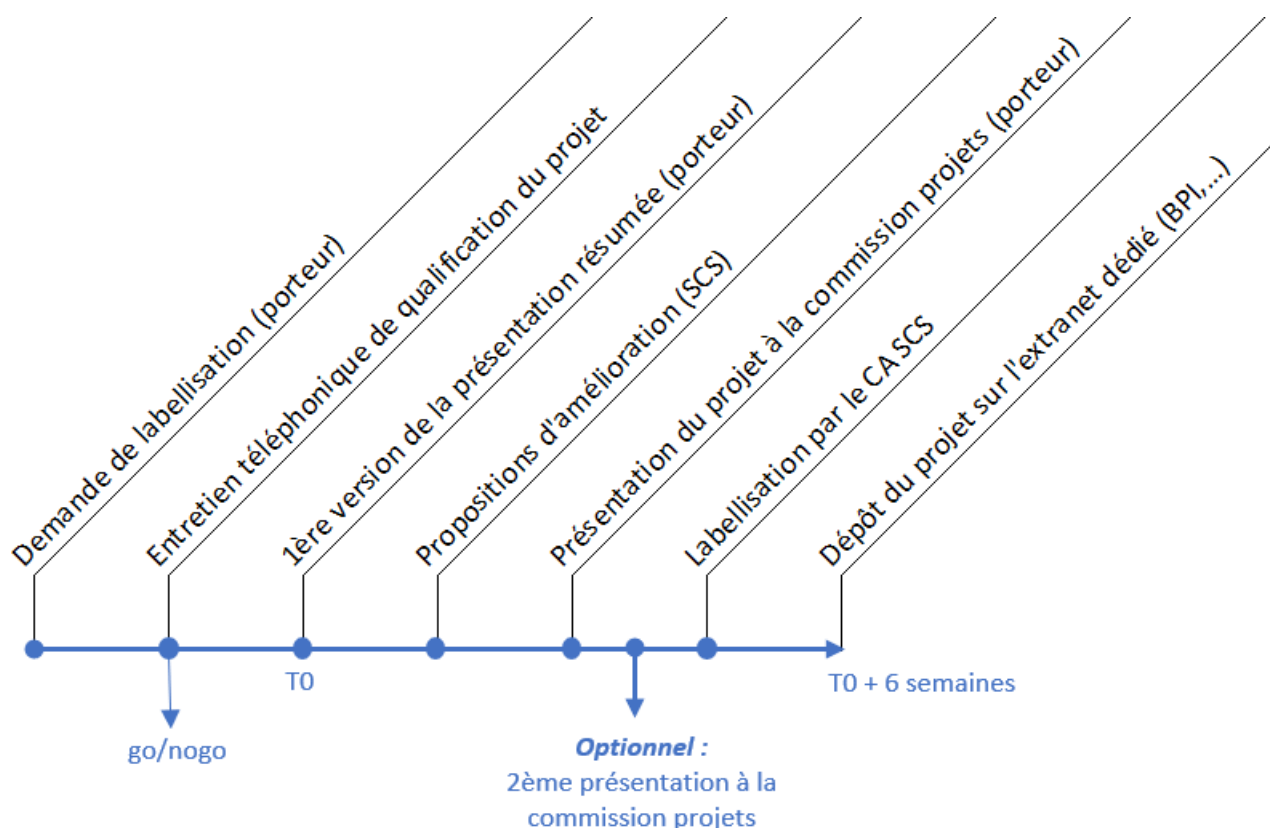 Demande de labellisation (porteur)
Entretien téléphonique de qualification du projet
1ère version de la présentation résumée (porteur)
Propositions d'amélioration (SCS)
Présentation du projet à la commission projets (porteur)
Labellisation par le CA SCS
Dépôt du projet sur l'extranet dédié (BPI,...)
T0
T0 + 6 semaines
go/nogo
Optionnel :
2ème présentation à la
commission projets